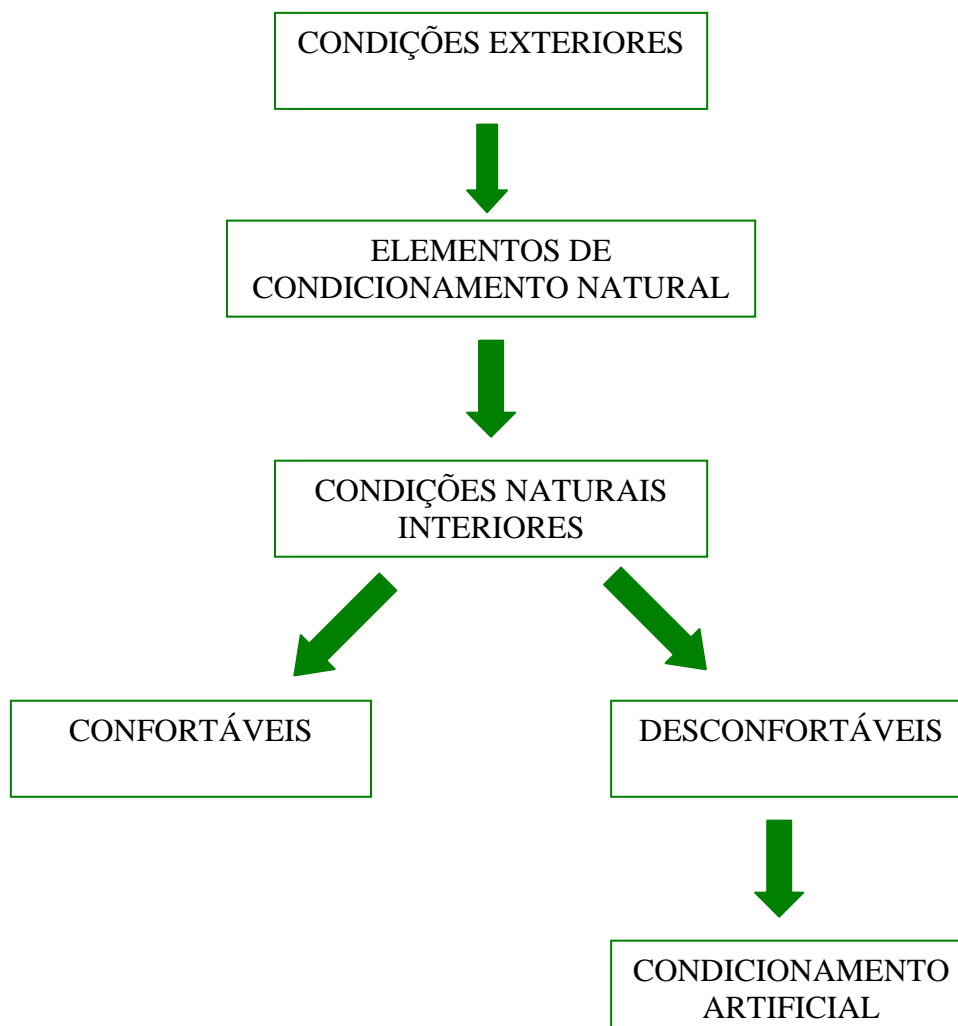 CONDIÇÕES EXTERIORES
ELEMENTOS DE
CONDICIONAMENTO NATURAL
CONDIÇÕES NATURAIS
INTERIORES
CONFORTÁVEIS
DESCONFORTÁVEIS
CONDICIONAMENTO
ARTIFICIAL